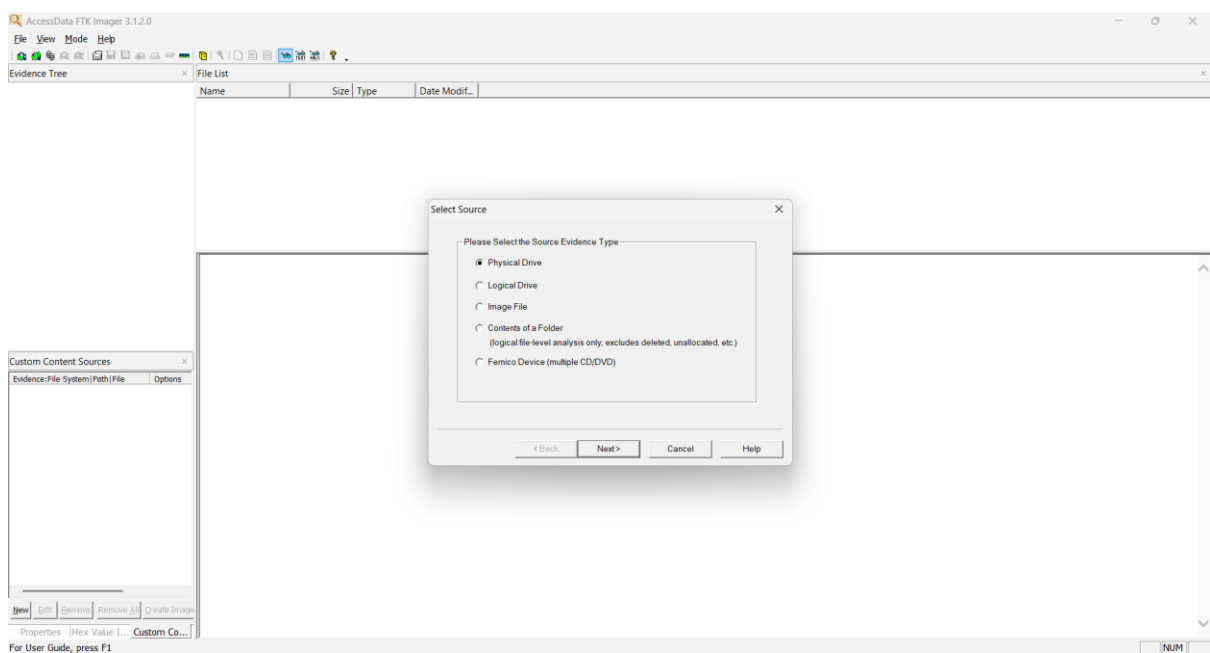 AccessData FTK Imager 3.1.2.0
File View Mode Help
Evidence Tree
File List
Name Size Type Date Modif...
Select Source
Please Select the Source Evidence Type
Physical Drive
Logical Drive
Image File
Contents of a Folder
(logical file-level analysis only; excludes deleted, unallocated, etc.)
Fernico Device (multiple CD/DVD)
< Back Next > Cancel Help
Custom Content Sources
Evidence:File System|Path|File Options
New Edit Remove Remove All Create Image
Properties Hex Value I... Custom Co...
For User Guide, press F1
NUM